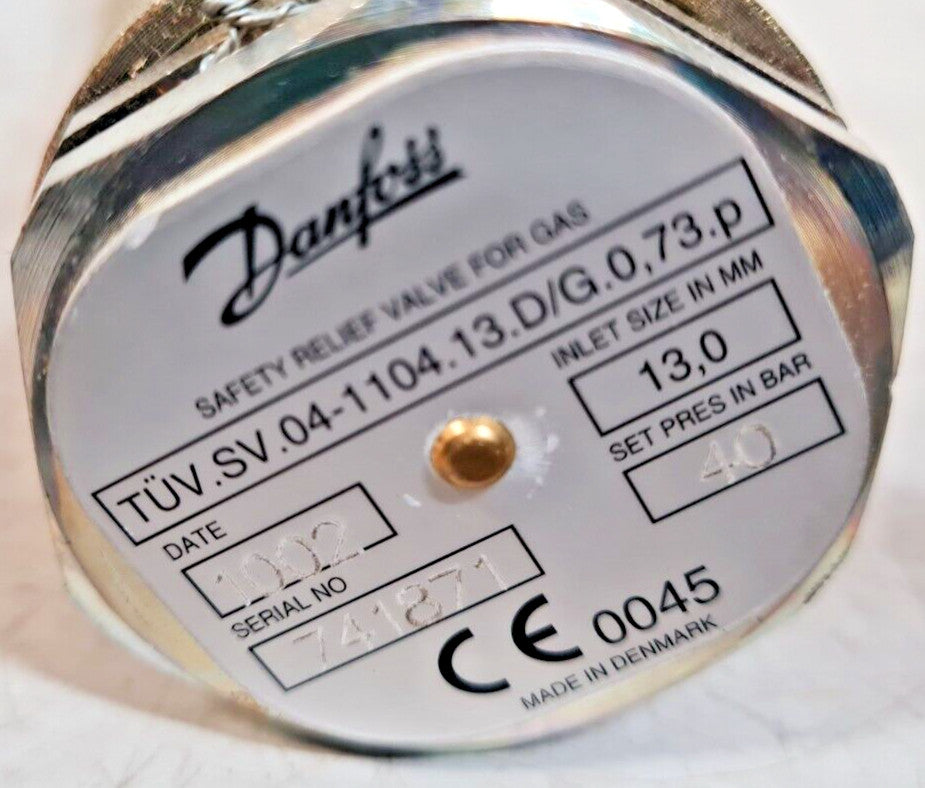 Danfoss
SAFETY RELIEF VALVE FOR GAS
TÜV.SV.04-1104.13.D/G.0,73.p
INLET SIZE IN MM
13,0
SET PRES IN BAR
40
DATE
1002
SERIAL NO
741871
CE 0045
MADE IN DENMARK